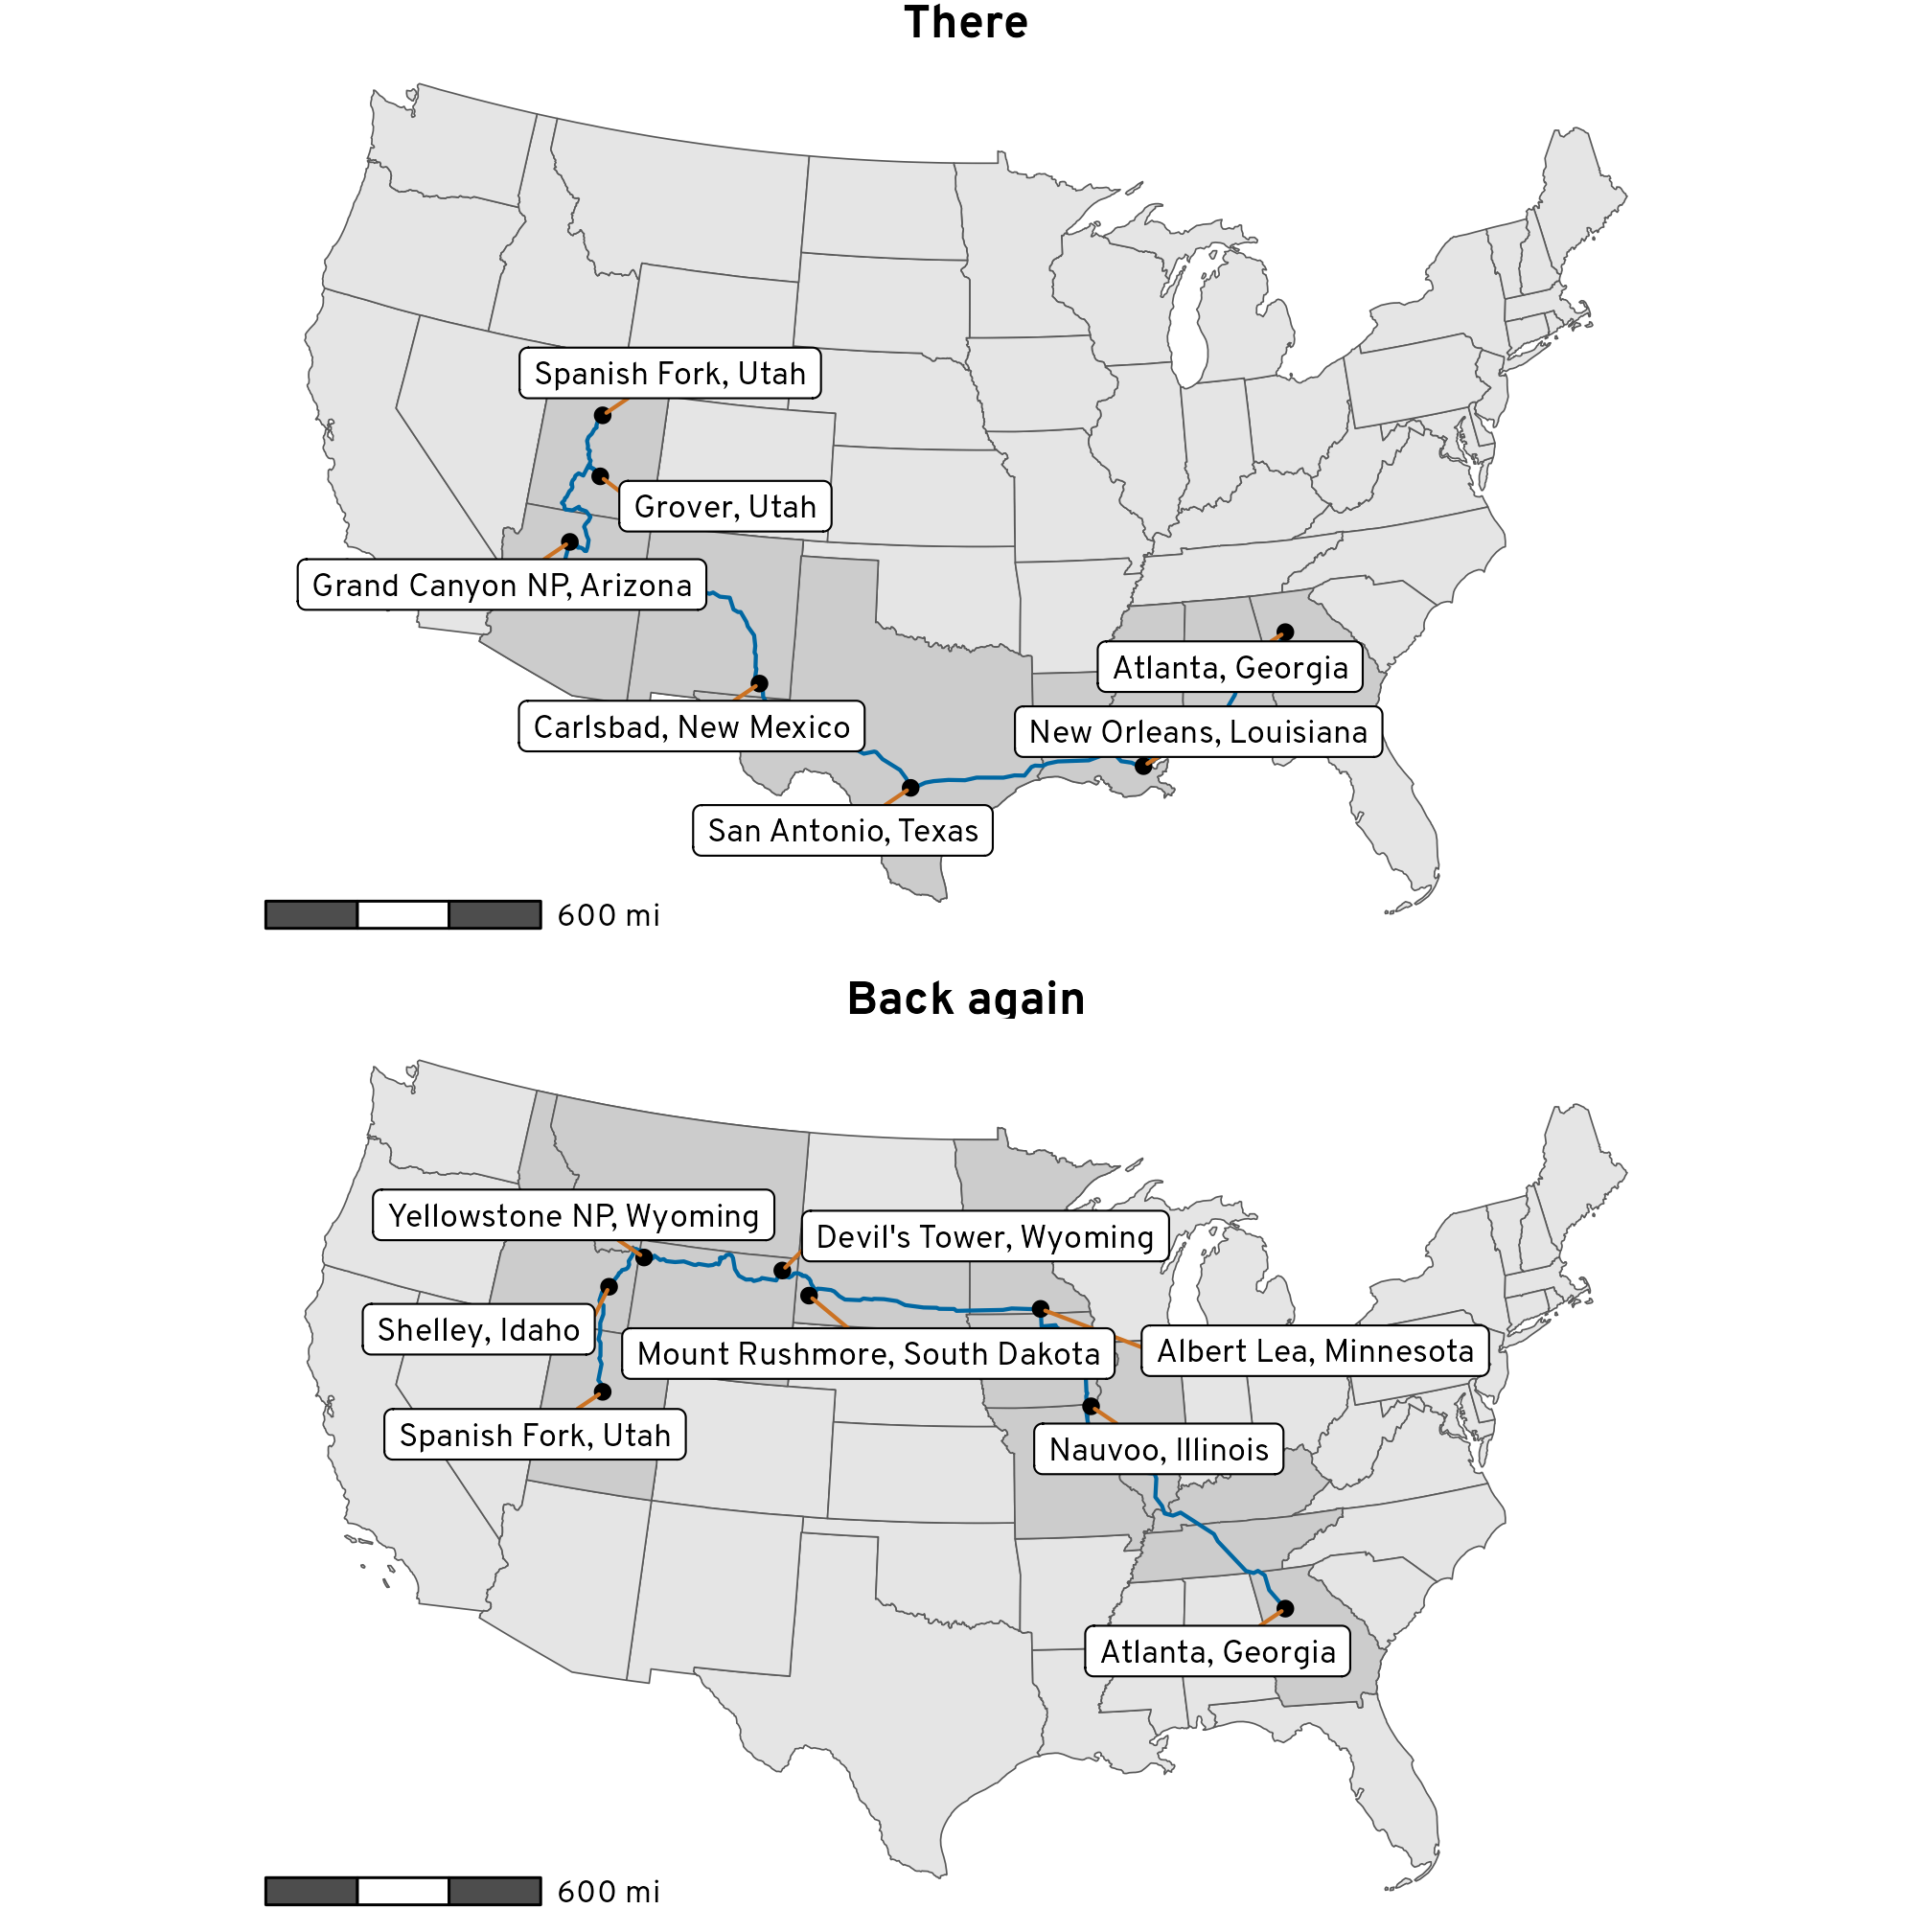 There
Spanish Fork, Utah
Grover, Utah
Grand Canyon NP, Arizona
Atlanta, Georgia
Carlsbad, New Mexico
New Orleans, Louisiana
San Antonio, Texas
600 mi
Back again
Yellowstone NP, Wyoming
Devil's Tower, Wyoming
Shelley, Idaho
Mount Rushmore, South Dakota
Albert Lea, Minnesota
Spanish Fork, Utah
Nauvoo, Illinois
Atlanta, Georgia
600 mi